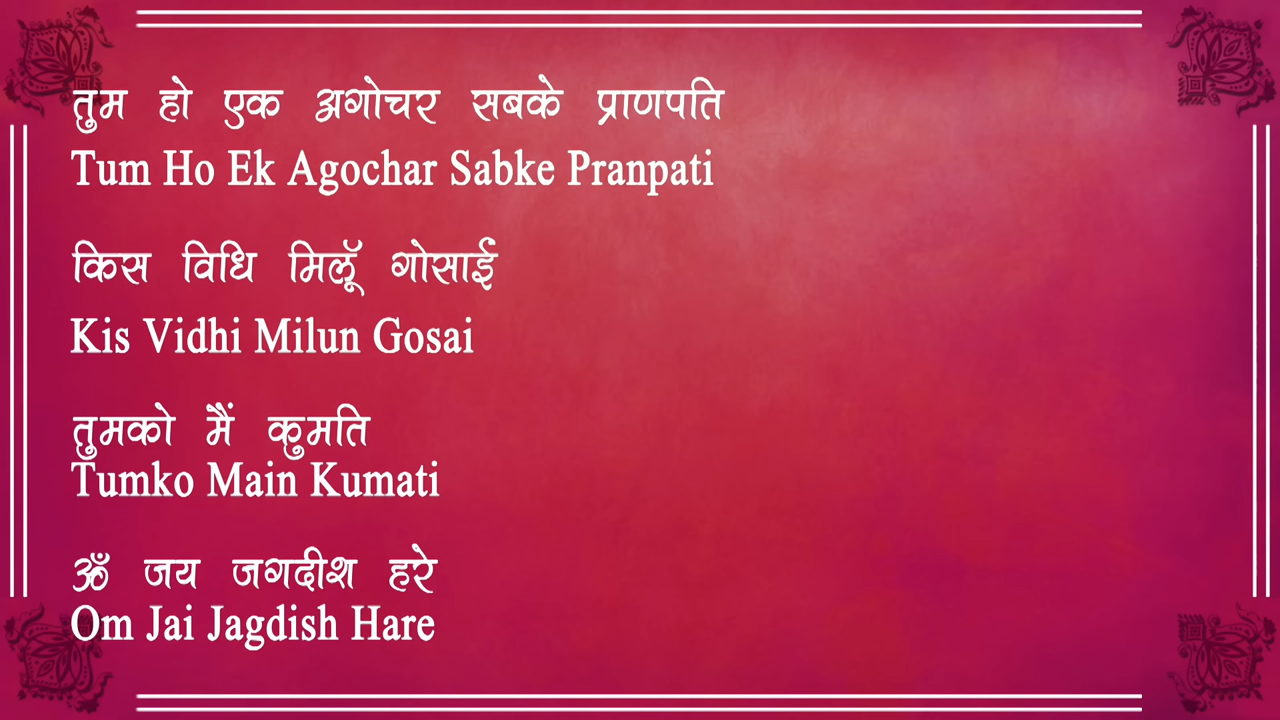 तुम हो एक अगोचर सबके प्राणपति
Tum Ho Ek Agochar Sabke Pranpati
किस विधि मिलूँ गोसाई
Kis Vidhi Milun Gosai
तुमको मैं कुमति
Tumko Main Kumati
ॐ जय जगदीश हरे
Om Jai Jagdish Hare